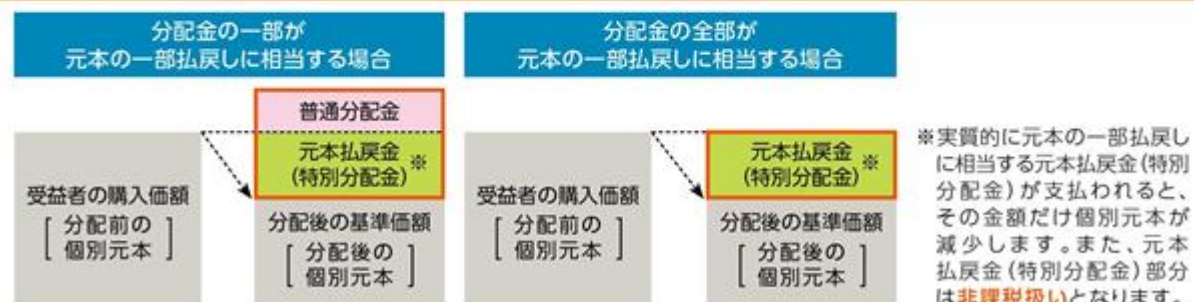 分配金の一部が
元本の一部払戻しに相当する場合
普通分配金
元本払戻金
(特別分配金)
※
受益者の購入価額
[ 分配前の
個別元本 ]
分配後の基準価額
[ 分配後の
個別元本 ]
分配金の全部が
元本の一部払戻しに相当する場合
元本払戻金
(特別分配金)
※
受益者の購入価額
[ 分配前の
個別元本 ]
分配後の基準価額
[ 分配後の
個別元本 ]
※実質的に元本の一部払戻し
に相当する元本払戻金(特別
分配金)が支払われると、
その金額だけ個別元本が
減少します。また、元本
払戻金(特別分配金)部分
は非課税扱いとなります。